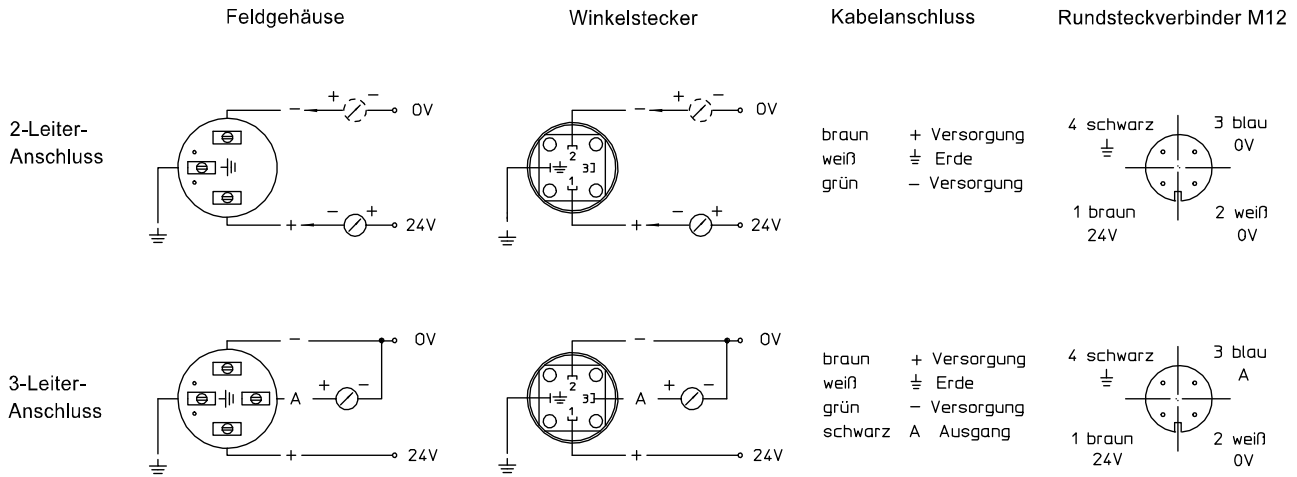 Feldgehäuse
Winkelstecker
Kabelanschluss
Rundsteckverbinder M12
2-Leiter-
Anschluss
− + − 0V
+ − + 24V
− + − 0V
2
3
1
+ − + 24V
braun + Versorgung
weiß Erde
grün − Versorgung
4 schwarz
3 blau
0V
1 braun
24V
2 weiß
0V
3-Leiter-
Anschluss
− 0V
A + −
+ 24V
− 0V
2
3 A + −
1
+ 24V
braun + Versorgung
weiß Erde
grün − Versorgung
schwarz A Ausgang
4 schwarz
3 blau
A
1 braun
24V
2 weiß
0V